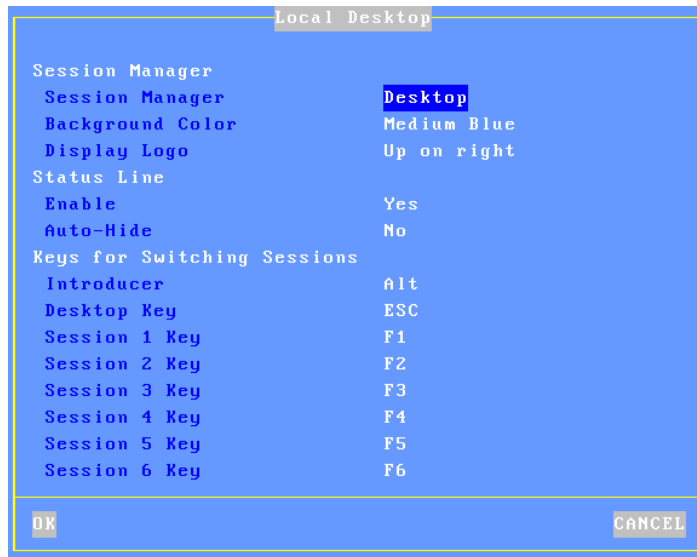 Local Desktop
Session Manager
Session Manager Desktop
Background Color Medium Blue
Display Logo Up on right
Status Line
Enable Yes
Auto-Hide No
Keys for Switching Sessions
Introducer Alt
Desktop Key ESC
Session 1 Key F1
Session 2 Key F2
Session 3 Key F3
Session 4 Key F4
Session 5 Key F5
Session 6 Key F6
OK CANCEL